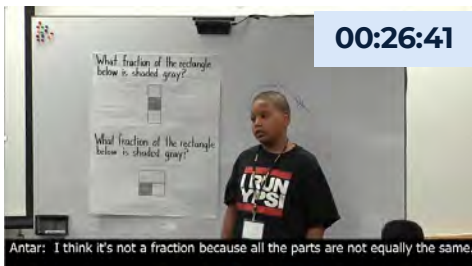 00:26:41
What fraction of the rectangle
below is shaded gray?
What fraction of the rectangle
below is shaded gray?
I RUN
YPSI
Antar: I think it's not a fraction because all the parts are not equally the same.